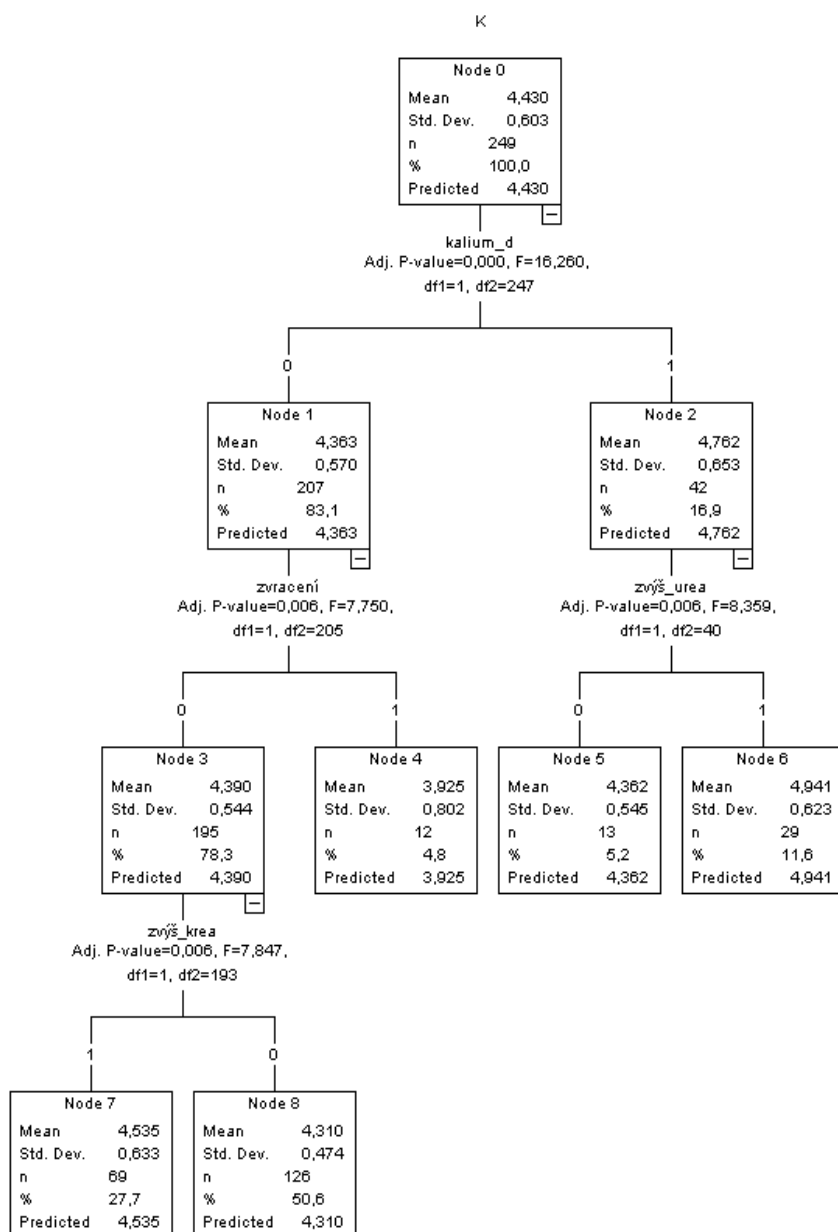 K
Node 0
Mean 4,430
Std. Dev. 0,603
n 249
% 100,0
Predicted 4,430
kalium_d
Adj. P-value=0,000, F=16,260,
df1=1, df2=247
0
1
Node 1
Mean 4,363
Std. Dev. 0,570
n 207
% 83,1
Predicted 4,363
Node 2
Mean 4,762
Std. Dev. 0,653
n 42
% 16,9
Predicted 4,762
zvracení
Adj. P-value=0,006, F=7,750,
df1=1, df2=205
zvýš_urea
Adj. P-value=0,006, F=8,359,
df1=1, df2=40
0
1
0
1
Node 3
Mean 4,390
Std. Dev. 0,544
n 195
% 78,3
Predicted 4,390
Node 4
Mean 3,925
Std. Dev. 0,802
n 12
% 4,8
Predicted 3,925
Node 5
Mean 4,362
Std. Dev. 0,545
n 13
% 5,2
Predicted 4,362
Node 6
Mean 4,941
Std. Dev. 0,623
n 29
% 11,6
Predicted 4,941
zvýš_krea
Adj. P-value=0,006, F=7,847,
df1=1, df2=193
1
0
Node 7
Mean 4,535
Std. Dev. 0,633
n 69
% 27,7
Predicted 4,535
Node 8
Mean 4,310
Std. Dev. 0,474
n 126
% 50,6
Predicted 4,310